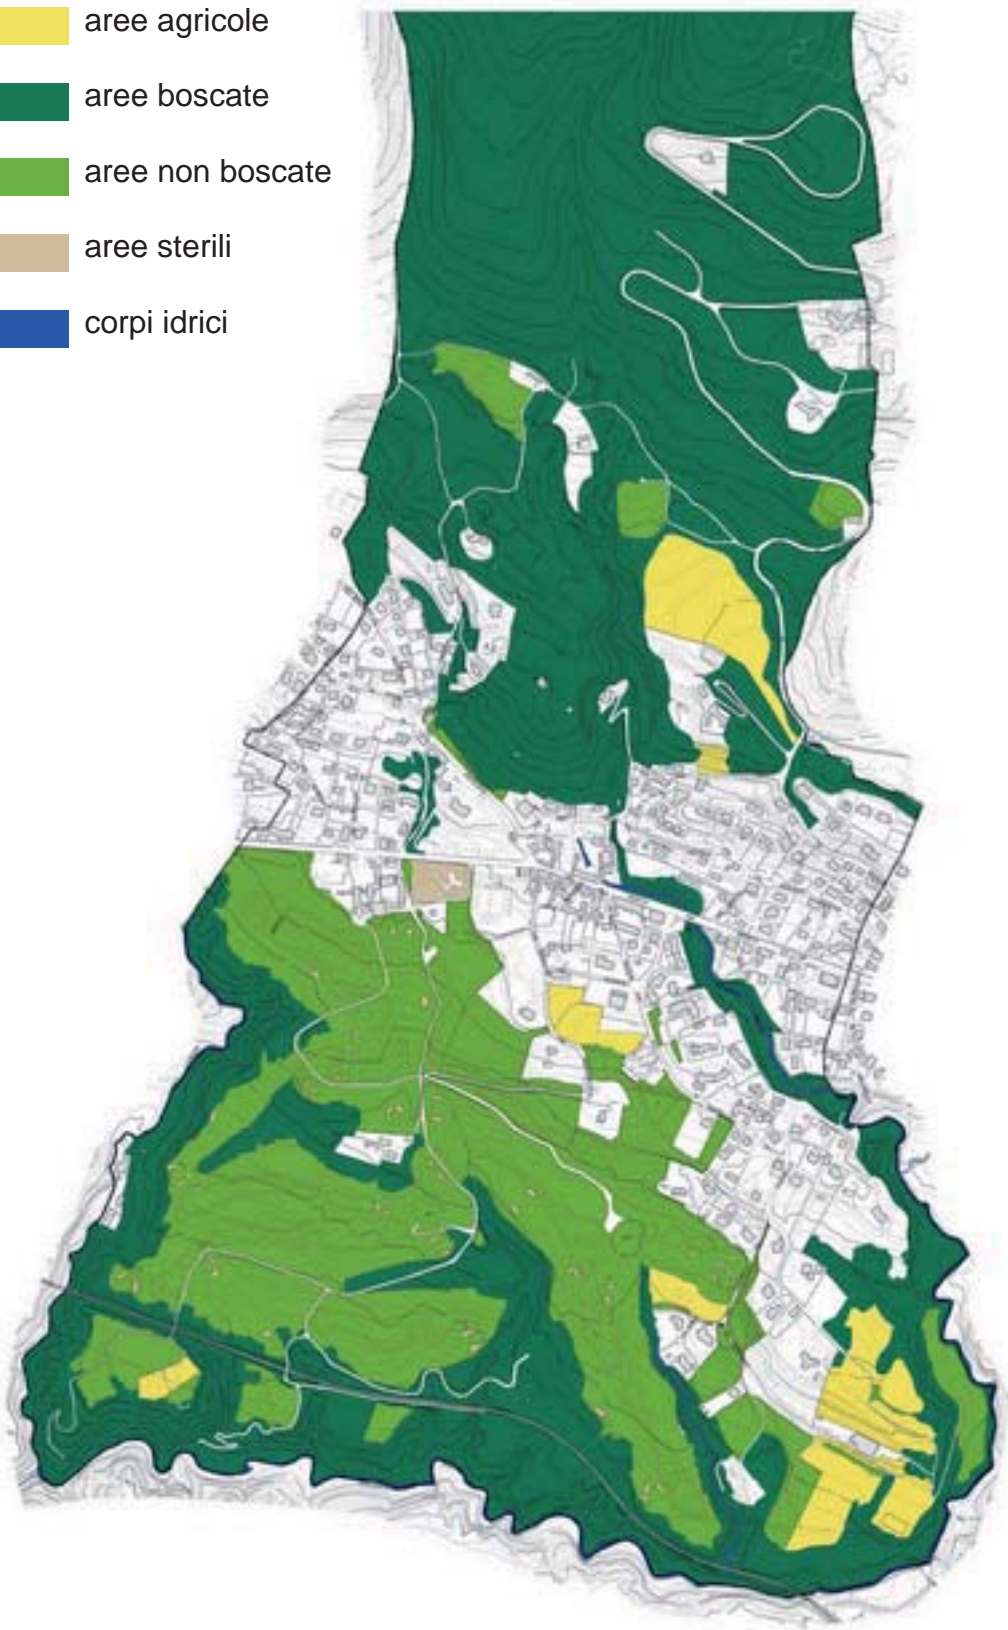 aree agricole
aree boscate
aree non boscate
aree sterili
corpi idrici